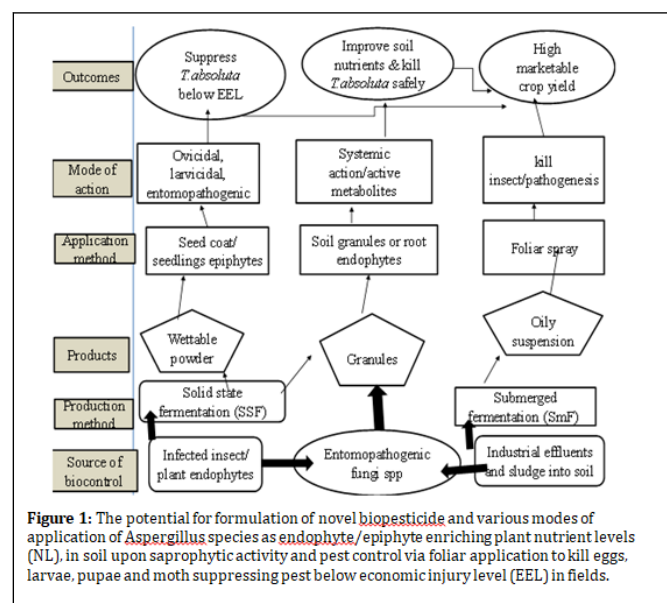 Outcomes
Suppress
T.absoluta
below EEL
Improve soil
nutrients & kill
T.absoluta safely
High
marketable
crop yield
Mode of
action
Ovicidal,
larvicidal,
entomopathogenic
Systemic
action/active
metabolites
kill
insect/pathogenesis
Application
method
Seed coat/
seedlings epiphytes
Soil granules or root
endophytes
Foliar spray
Products
Wettable
powder
Granules
Oily
suspension
Production
method
Solid state
fermentation (SSF)
Submerged
fermentation (SmF)
Source of
biocontrol
Infected insect/
plant endophytes
Entomopathogenic
fungi spp
Industrial effluents
and sludge into soil
Figure 1: The potential for formulation of novel biopesticide and various modes of
application of Aspergillus species as endophyte/epiphyte enriching plant nutrient levels
(NL), in soil upon saprophytic activity and pest control via foliar application to kill eggs,
larvae, pupae and moth suppressing pest below economic injury level (EEL) in fields.